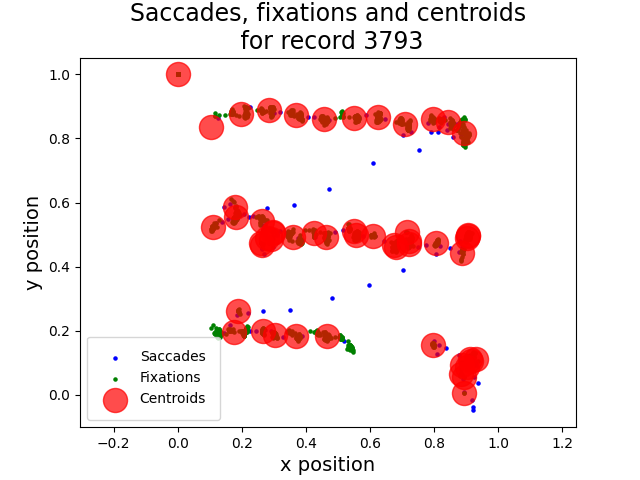 Saccades, fixations and centroids
for record 3793
1.0
0.8
0.6
0.4
0.2
0.0
y position
Saccades
Fixations
Centroids
−0.2
0.0
0.2
0.4
0.6
0.8
1.0
1.2
x position